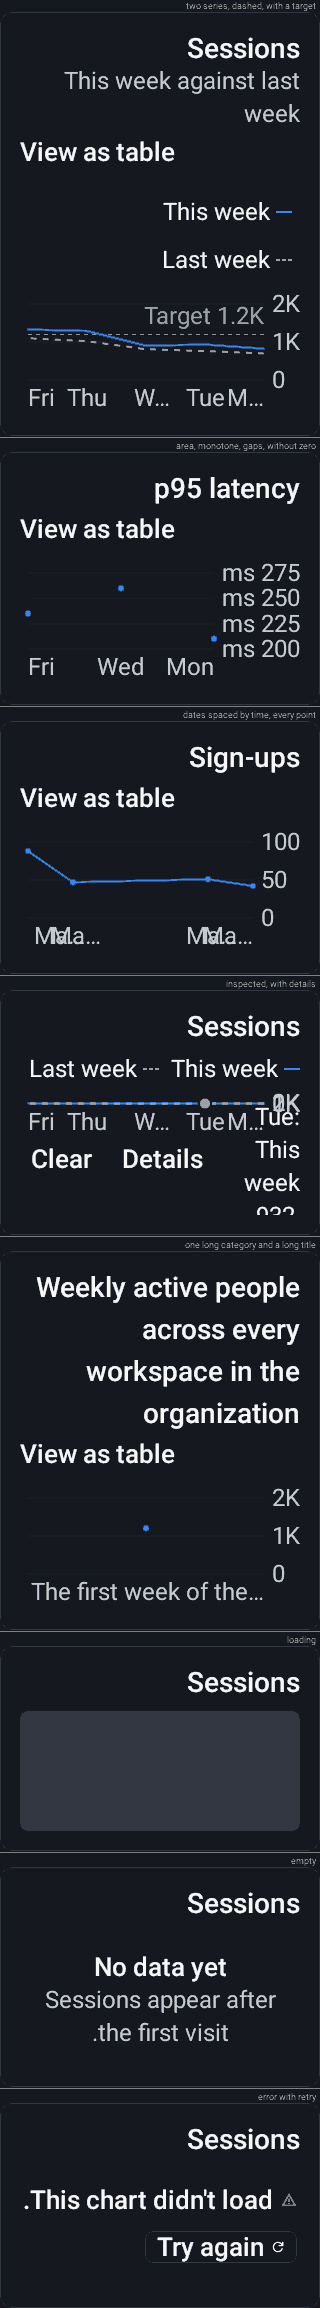 two series, dashed, with a target
Sessions
This week against last
week
View as table
This week
Last week
2K
Target 1.2K
1K
0
Fri Thu W... Tue M...
area, monotone, gaps, without zero
p95 latency
View as table
ms 275
ms 250
ms 225
ms 200
Fri Wed Mon
dates spaced by time, every point
Sign-ups
View as table
100
50
0
Ma... Ma...
inspected, with details
Sessions
Last week This week
Fri Thu W... Tue M...
Tue:
This
week
932
Clear Details
one long category and a long title
Weekly active people
across every
workspace in the
organization
View as table
2K
1K
0
The first week of the...
loading
Sessions
empty
Sessions
No data yet
Sessions appear after
.the first visit
error with retry
Sessions
.This chart didn't load
Try again